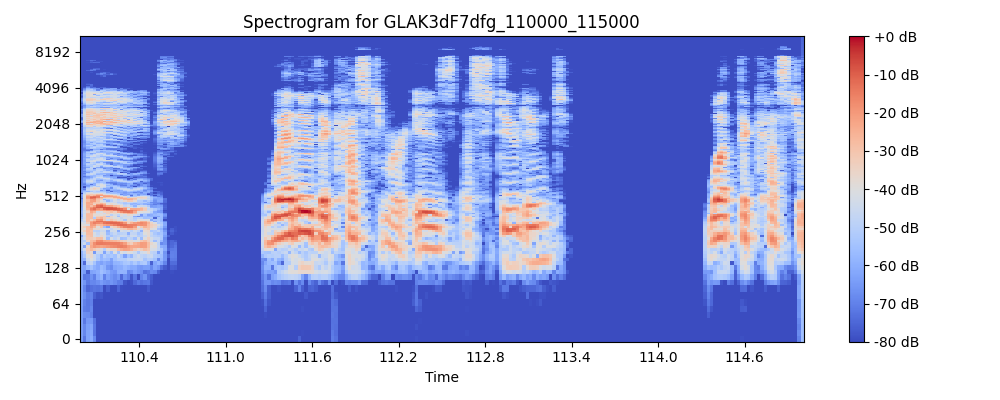 Spectrogram for GLAK3dF7dfg_110000_115000
8192
4096
2048
1024
512
256
128
64
0
Hz
110.4
111.0
111.6
112.2
112.8
113.4
114.0
114.6
Time
+0 dB
-10 dB
-20 dB
-30 dB
-40 dB
-50 dB
-60 dB
-70 dB
-80 dB